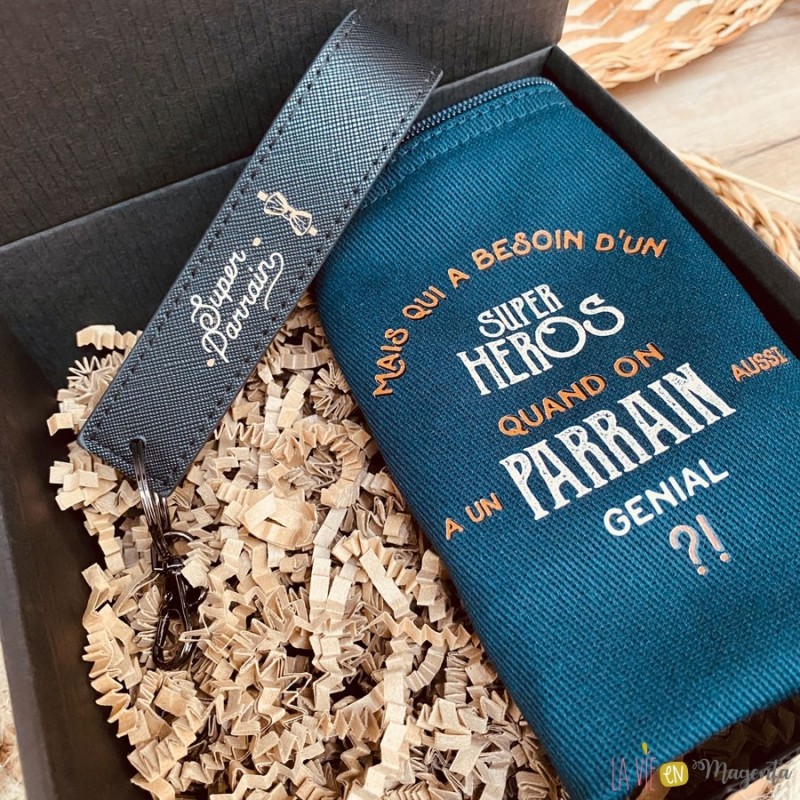 Super
Parrain
MAIS QUI A BESOIN D'UN
SUPER
HEROS
QUAND ON
A UN PARRAIN AUSSI
GENIAL
?!
LA VIE EN Magenta